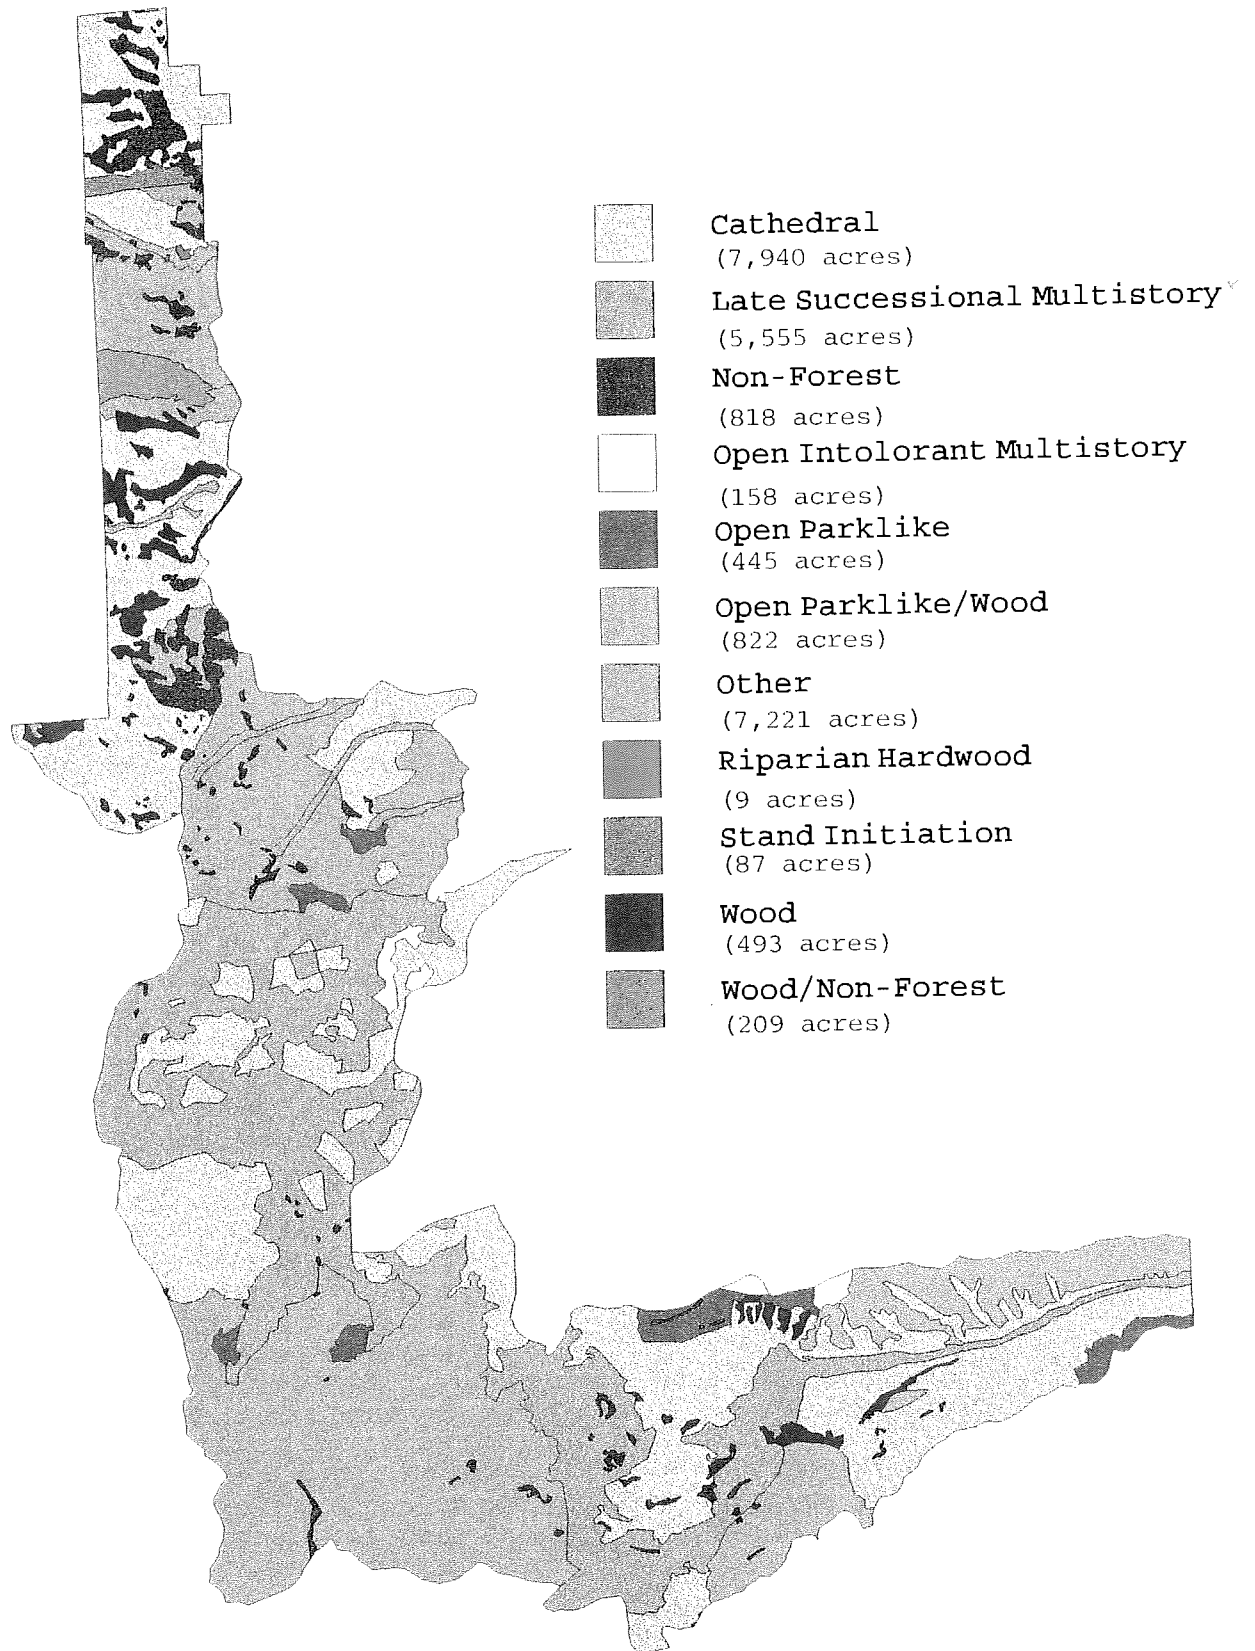 Cathedral
(7,940 acres)
Late Successional Multistory
(5,555 acres)
Non-Forest
(818 acres)
Open Intolorant Multistory
(158 acres)
Open Parklike
(445 acres)
Open Parklike/Wood
(822 acres)
Other
(7,221 acres)
Riparian Hardwood
(9 acres)
Stand Initiation
(87 acres)
Wood
(493 acres)
Wood/Non-Forest
(209 acres)